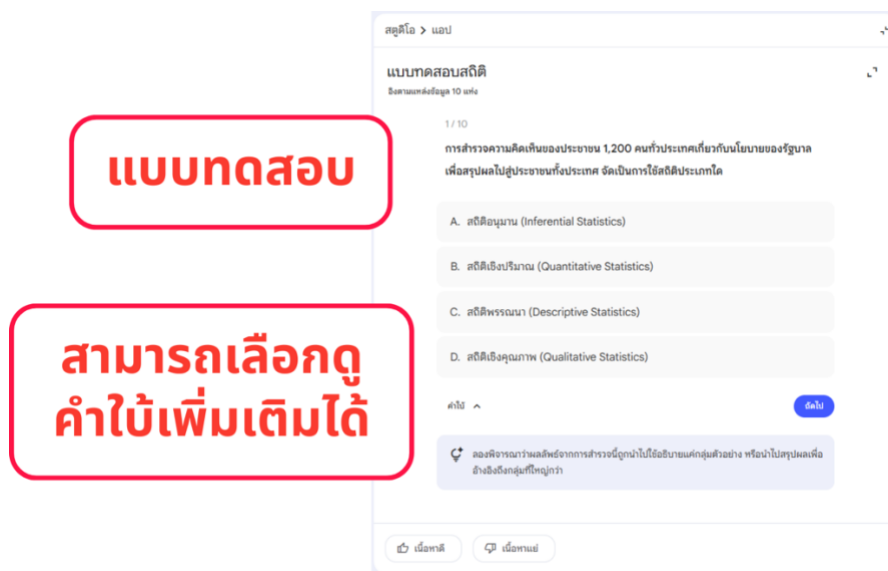 สตูดิโอ > แอป
แบบทดสอบสถิติ
อิงตามแหล่งข้อมูล 10 แห่ง
1 / 10
การสำรวจความคิดเห็นของประชาชน 1,200 คนทั่วประเทศเกี่ยวกับนโยบายของรัฐบาล
เพื่อสรุปผลไปสู่ประชาชนทั้งประเทศ จัดเป็นการใช้สถิติประเภทใด
A. สถิติอนุมาน (Inferential Statistics)
B. สถิติเชิงปริมาณ (Quantitative Statistics)
C. สถิติพรรณนา (Descriptive Statistics)
D. สถิติเชิงคุณภาพ (Qualitative Statistics)
คำใบ้
ถัดไป
ลองพิจารณาว่าผลลัพธ์จากการสำรวจนี้ถูกนำไปใช้อธิบายแค่กลุ่มตัวอย่าง หรือนำไปสรุปผลเพื่อ
อ้างอิงถึงกลุ่มที่ใหญ่กว่า
เนื้อหาดี
เนื้อหาแย่
แบบทดสอบ
สามารถเลือกดู
คำใบ้เพิ่มเติมได้